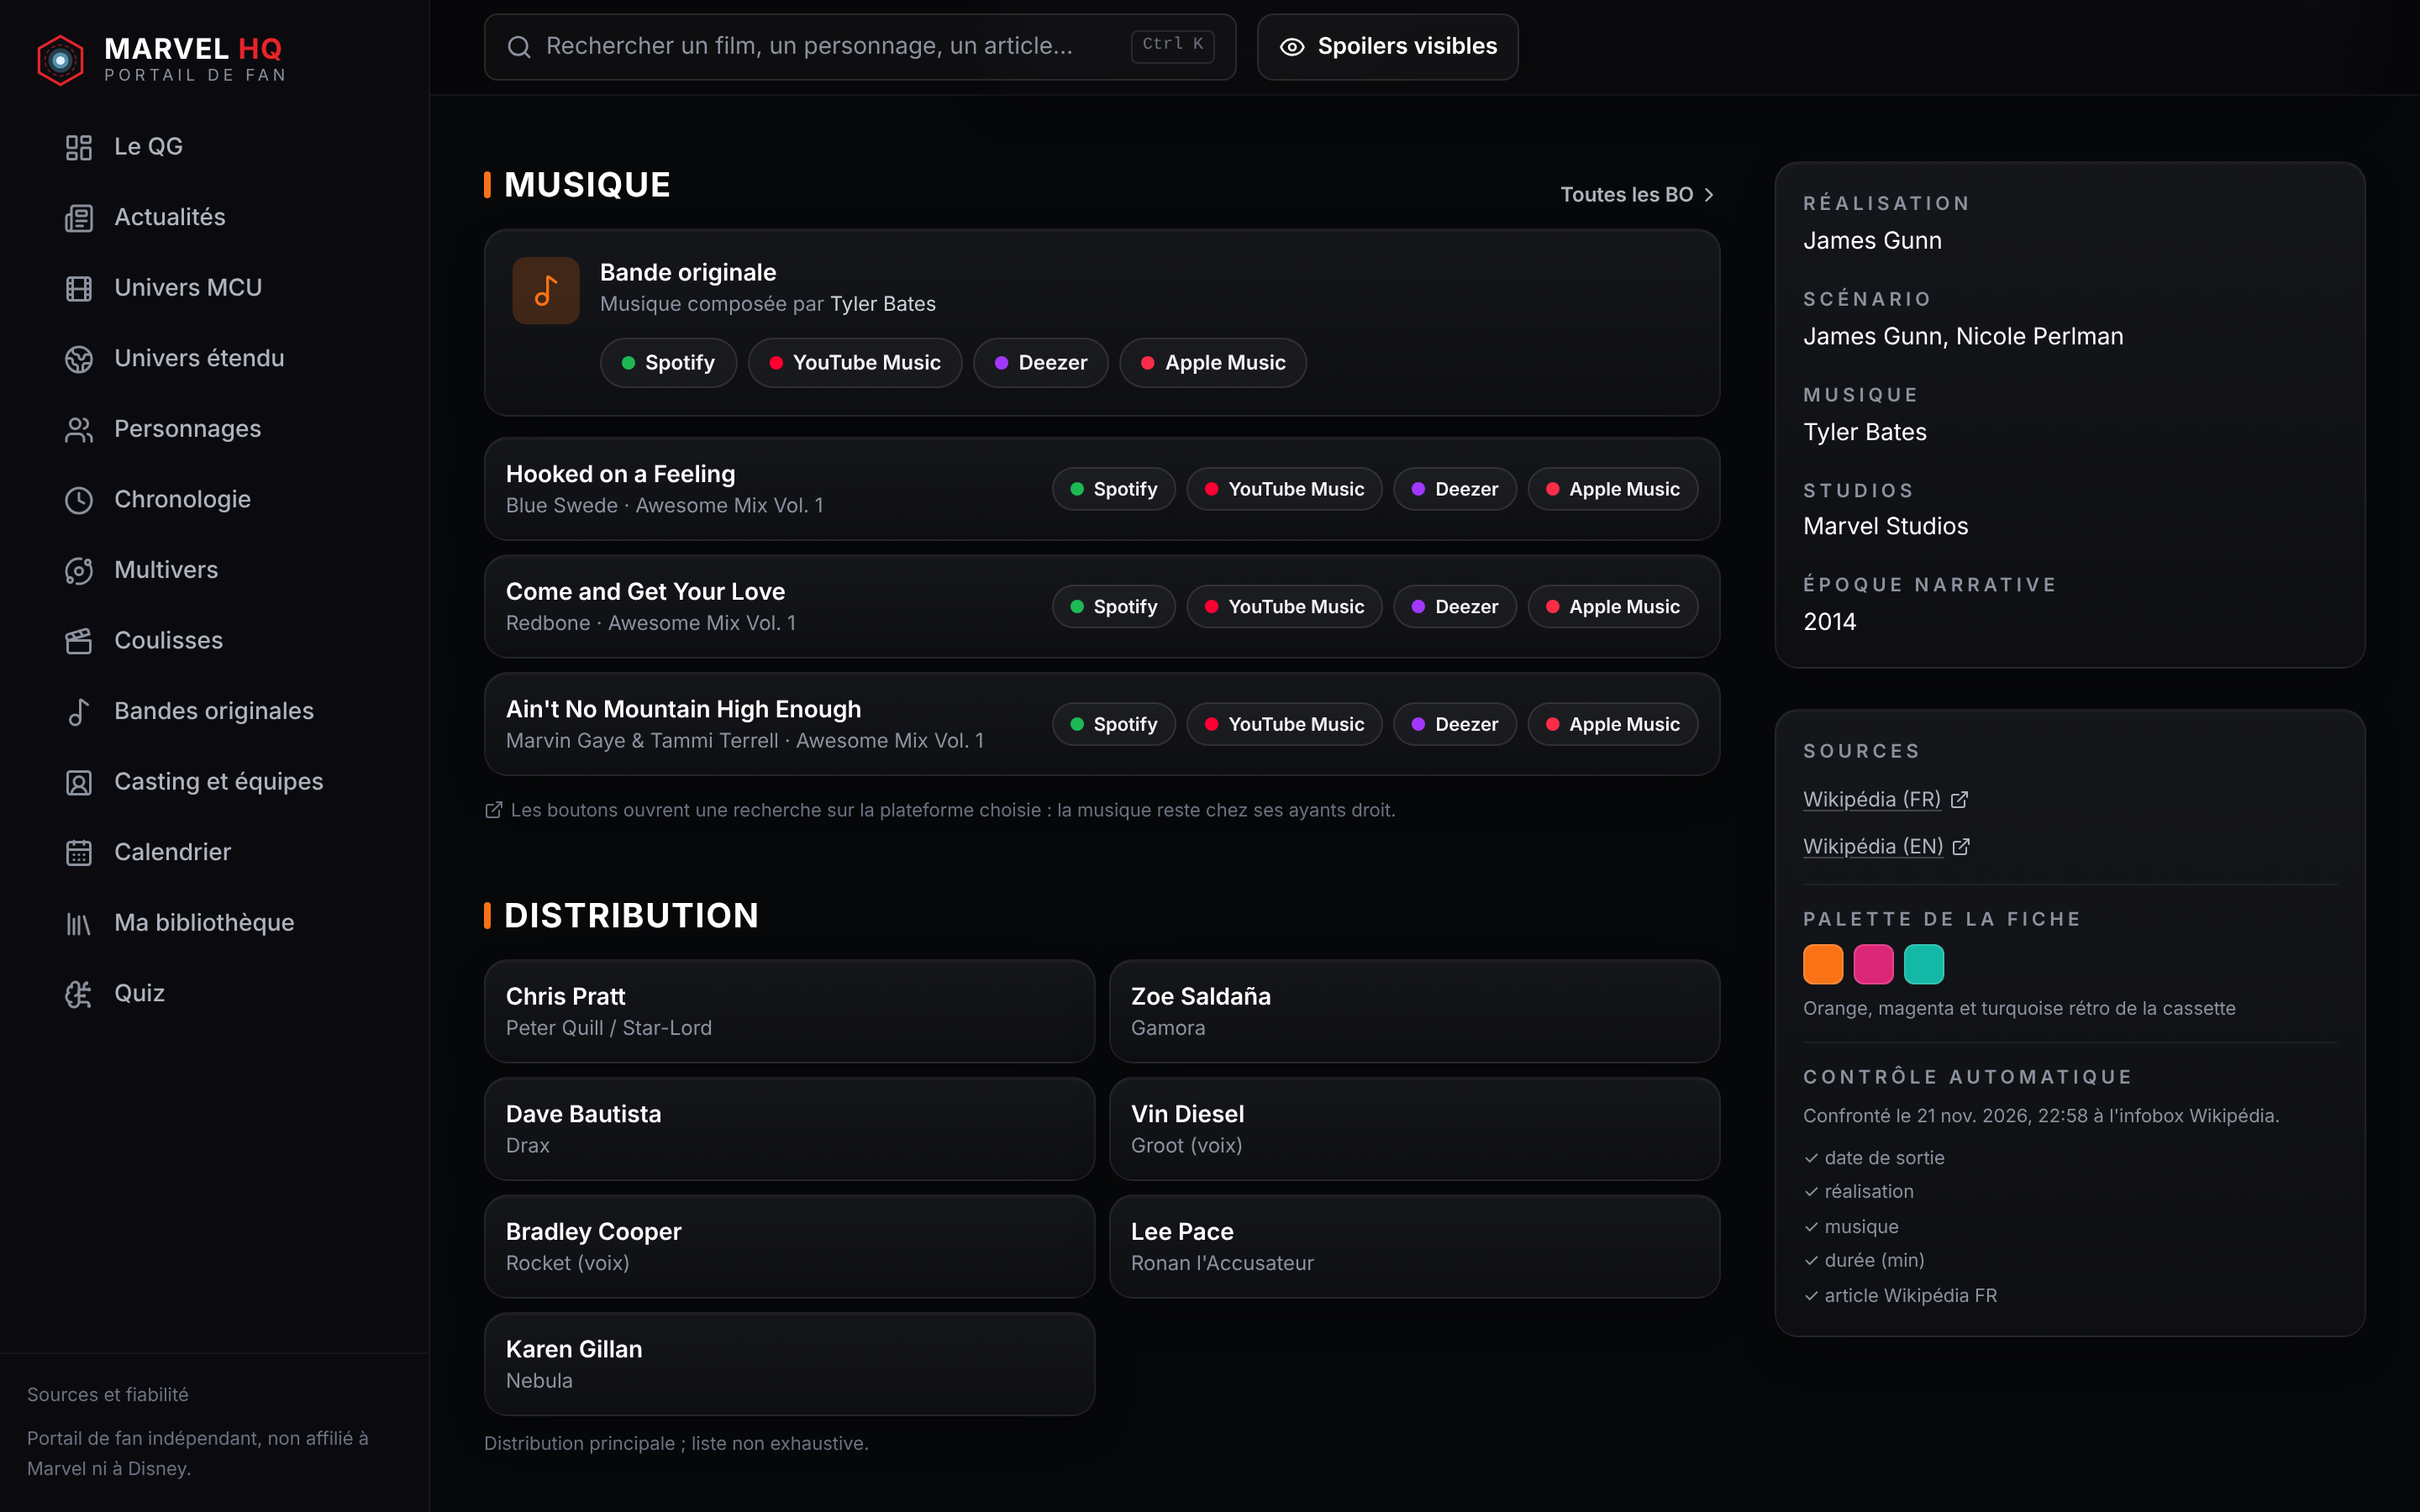 MARVEL HQ
PORTAIL DE FAN
Le QG
Actualités
Univers MCU
Univers étendu
Personnages
Chronologie
Multivers
Coulisses
Bandes originales
Casting et équipes
Calendrier
Ma bibliothèque
Quiz
Sources et fiabilité
Portail de fan indépendant, non affilié à
Marvel ni à Disney.
Rechercher un film, un personnage, un article...
Ctrl K
Spoilers visibles
MUSIQUE
Toutes les BO
Bande originale
Musique composée par Tyler Bates
Spotify YouTube Music Deezer Apple Music
Hooked on a Feeling
Blue Swede · Awesome Mix Vol. 1
Spotify YouTube Music Deezer Apple Music
Come and Get Your Love
Redbone · Awesome Mix Vol. 1
Spotify YouTube Music Deezer Apple Music
Ain't No Mountain High Enough
Marvin Gaye & Tammi Terrell · Awesome Mix Vol. 1
Spotify YouTube Music Deezer Apple Music
Les boutons ouvrent une recherche sur la plateforme choisie : la musique reste chez ses ayants droit.
DISTRIBUTION
Chris Pratt
Peter Quill / Star-Lord
Zoe Saldaña
Gamora
Dave Bautista
Drax
Vin Diesel
Groot (voix)
Bradley Cooper
Rocket (voix)
Lee Pace
Ronan l'Accusateur
Karen Gillan
Nebula
Distribution principale ; liste non exhaustive.
RÉALISATION
James Gunn
SCÉNARIO
James Gunn, Nicole Perlman
MUSIQUE
Tyler Bates
STUDIOS
Marvel Studios
ÉPOQUE NARRATIVE
2014
SOURCES
Wikipédia (FR)
Wikipédia (EN)
PALETTE DE LA FICHE
Orange, magenta et turquoise rétro de la cassette
CONTRÔLE AUTOMATIQUE
Confronté le 21 nov. 2026, 22:58 à l'infobox Wikipédia.
✓ date de sortie
✓ réalisation
✓ musique
✓ durée (min)
✓ article Wikipédia FR